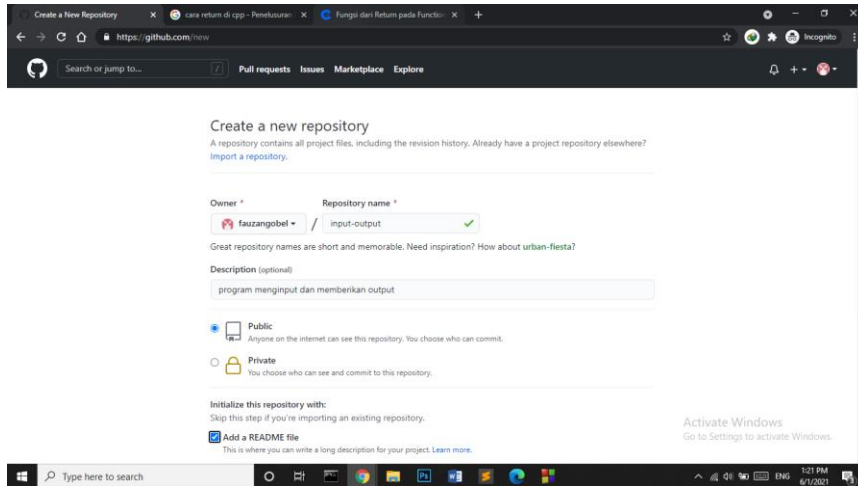 Create a New Repository
cara return di cpp - Penelusuran
Fungsi dari Return pada Function
https://github.com/new
Incognito
Search or jump to...
/
Pull requests Issues Marketplace Explore
Create a new repository
A repository contains all project files, including the revision history. Already have a project repository elsewhere?
Import a repository.
Owner * Repository name *
fauzangobel / input-output
Great repository names are short and memorable. Need inspiration? How about urban-fiesta?
Description (optional)
program menginput dan memberikan output
Public
Anyone on the internet can see this repository. You choose who can commit.
Private
You choose who can see and commit to this repository.
Initialize this repository with:
Skip this step if you're importing an existing repository.
Add a README file
This is where you can write a long description for your project. Learn more.
Activate Windows
Go to Settings to activate Windows.
Type here to search
Ps
ENG
1:21 PM
6/1/2021